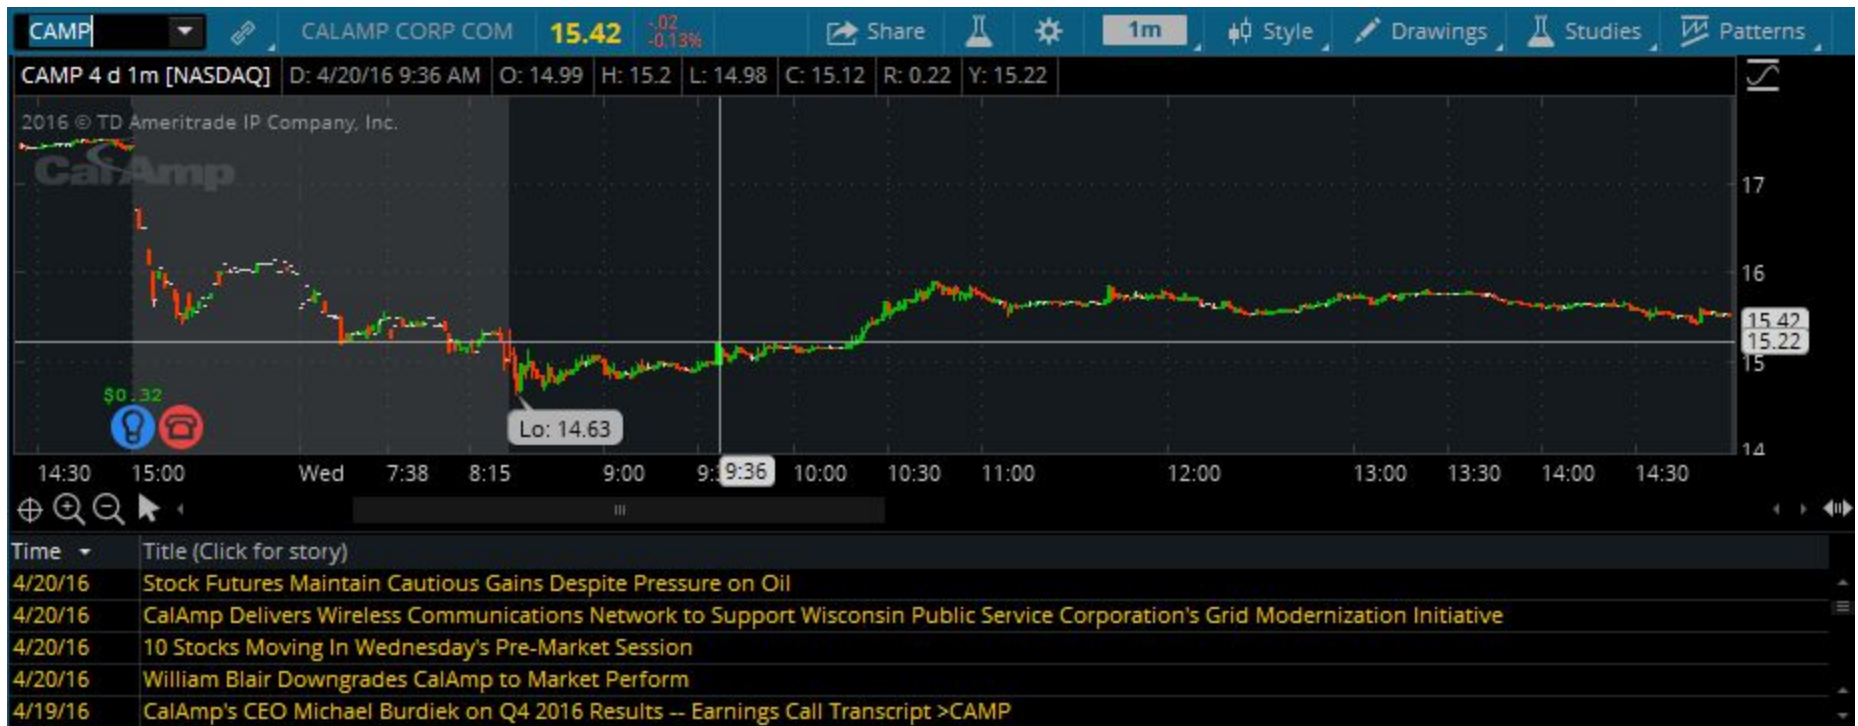 CAMP CALAMP CORP COM 15.42 -.02 -0.13% Share 1m Style Drawings Studies Patterns
CAMP 4 d 1m [NASDAQ] D: 4/20/16 9:36 AM O: 14.99 H: 15.2 L: 14.98 C: 15.12 R: 0.22 Y: 15.22
2016 © TD Ameritrade IP Company, Inc.
CalAmp
17
16
15.42
15.22
15
$0.32
Lo: 14.63
14
14:30 15:00 Wed 7:38 8:15 9:00 9:36 10:00 10:30 11:00 12:00 13:00 13:30 14:00 14:30
Time Title (Click for story)
4/20/16 Stock Futures Maintain Cautious Gains Despite Pressure on Oil
4/20/16 CalAmp Delivers Wireless Communications Network to Support Wisconsin Public Service Corporation's Grid Modernization Initiative
4/20/16 10 Stocks Moving In Wednesday's Pre-Market Session
4/20/16 William Blair Downgrades CalAmp to Market Perform
4/19/16 CalAmp's CEO Michael Burdiek on Q4 2016 Results -- Earnings Call Transcript >CAMP